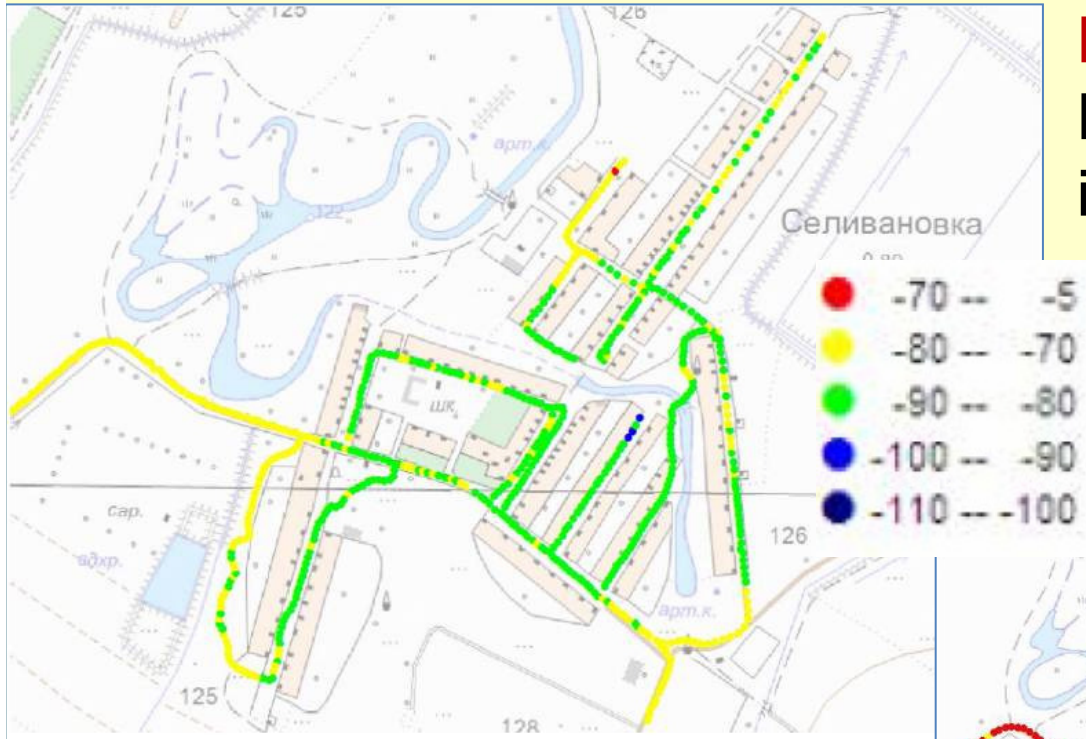 125
126
арт.к.
122
Селивановка
-70 -- -5
-80 -- -70
-90 -- -80
-100 -- -90
-110 -- -100
шк.
сар.
вдхр.
126
арт.к.
125
128